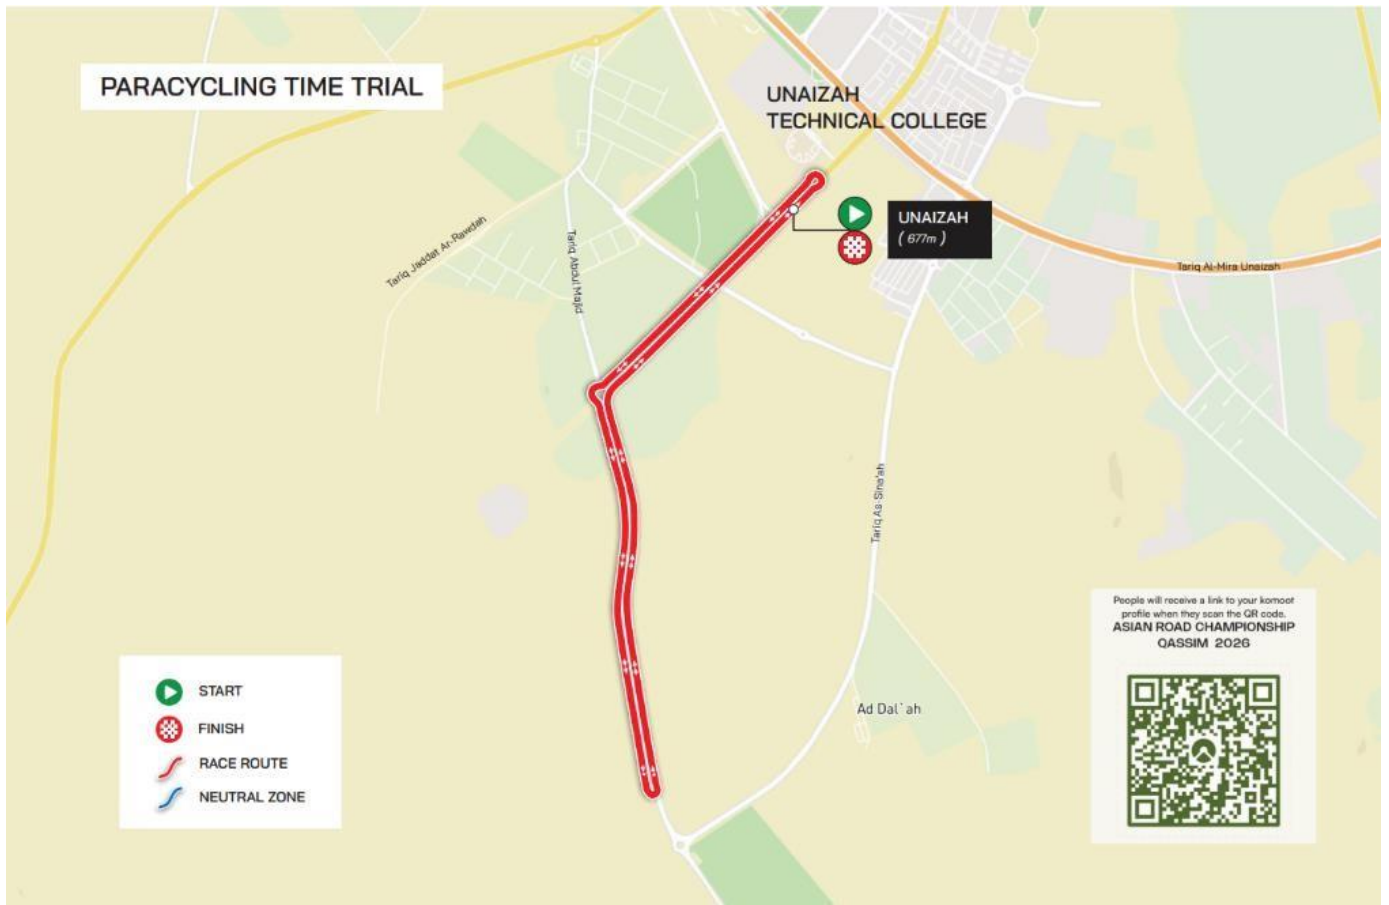 PARACYCLING TIME TRIAL
UNAIZAH
TECHNICAL COLLEGE
UNAIZAH
( 677m )
Tariq Jaddat Ar-Rawdah
Tariq Abdul Majid
Tariq Al-Mira Unaizah
Tariq As-Sina'ah
Ad Dal`ah
START
FINISH
RACE ROUTE
NEUTRAL ZONE
People will receive a link to your komoot
profile when they scan the QR code.
ASIAN ROAD CHAMPIONSHIP
QASSIM 2026